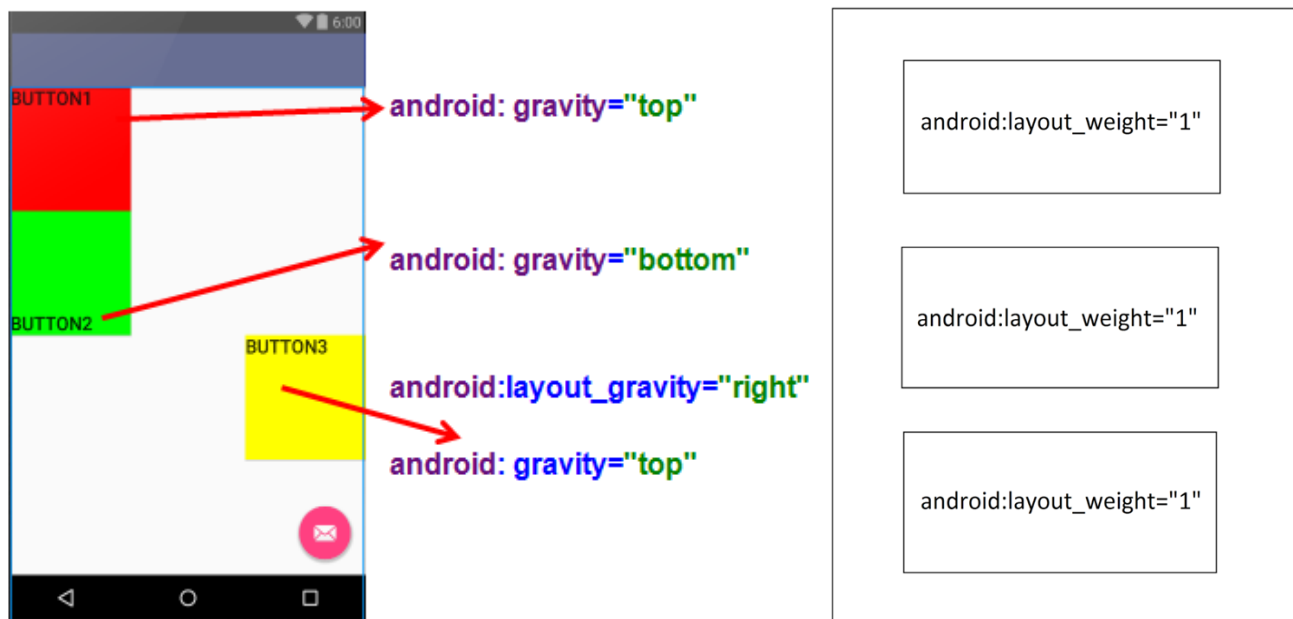 6:00
BUTTON1
android: gravity="top"
BUTTON2
android: gravity="bottom"
BUTTON3
android:layout_gravity="right"
android: gravity="top"
android:layout_weight="1"
android:layout_weight="1"
android:layout_weight="1"